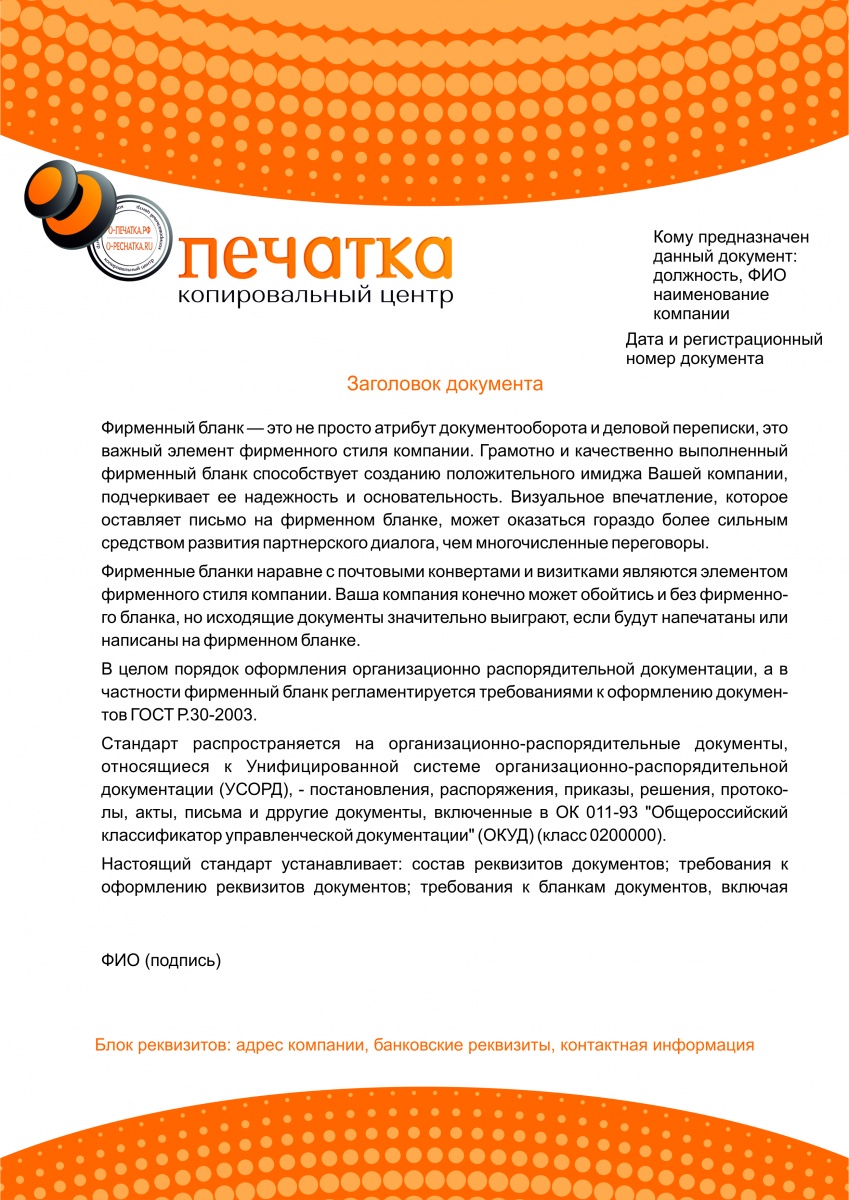 О-ПЕЧАТКА.РФ
O-PECHATKA.RU
копировальный центр
печатка
копировальный центр
Кому предназначен
данный документ:
должность, ФИО
наименование
компании
Дата и регистрационный
номер документа
Заголовок документа
Фирменный бланк — это не просто атрибут документооборота и деловой переписки, это
важный элемент фирменного стиля компании. Грамотно и качественно выполненный
фирменный бланк способствует созданию положительного имиджа Вашей компании,
подчеркивает ее надежность и основательность. Визуальное впечатление, которое
оставляет письмо на фирменном бланке, может оказаться гораздо более сильным
средством развития партнерского диалога, чем многочисленные переговоры.
Фирменные бланки наравне с почтовыми конвертами и визитками являются элементом
фирменного стиля компании. Ваша компания конечно может обойтись и без фирменно-
го бланка, но исходящие документы значительно выиграют, если будут напечатаны или
написаны на фирменном бланке.
В целом порядок оформления организационно распорядительной документации, а в
частности фирменный бланк регламентируется требованиями к оформлению докумен-
тов ГОСТ Р.30-2003.
Стандарт распространяется на организационно-распорядительные документы,
относящиеся к Унифицированной системе организационно-распорядительной
документации (УСОРД), - постановления, распоряжения, приказы, решения, протоко-
лы, акты, письма и дрругие документы, включенные в ОК 011-93 "Общероссийский
классификатор управленческой документации" (ОКУД) (класс 0200000).
Настоящий стандарт устанавливает: состав реквизитов документов; требования к
оформлению реквизитов документов; требования к бланкам документов, включая
ФИО (подпись)
Блок реквизитов: адрес компании, банковские реквизиты, контактная информация